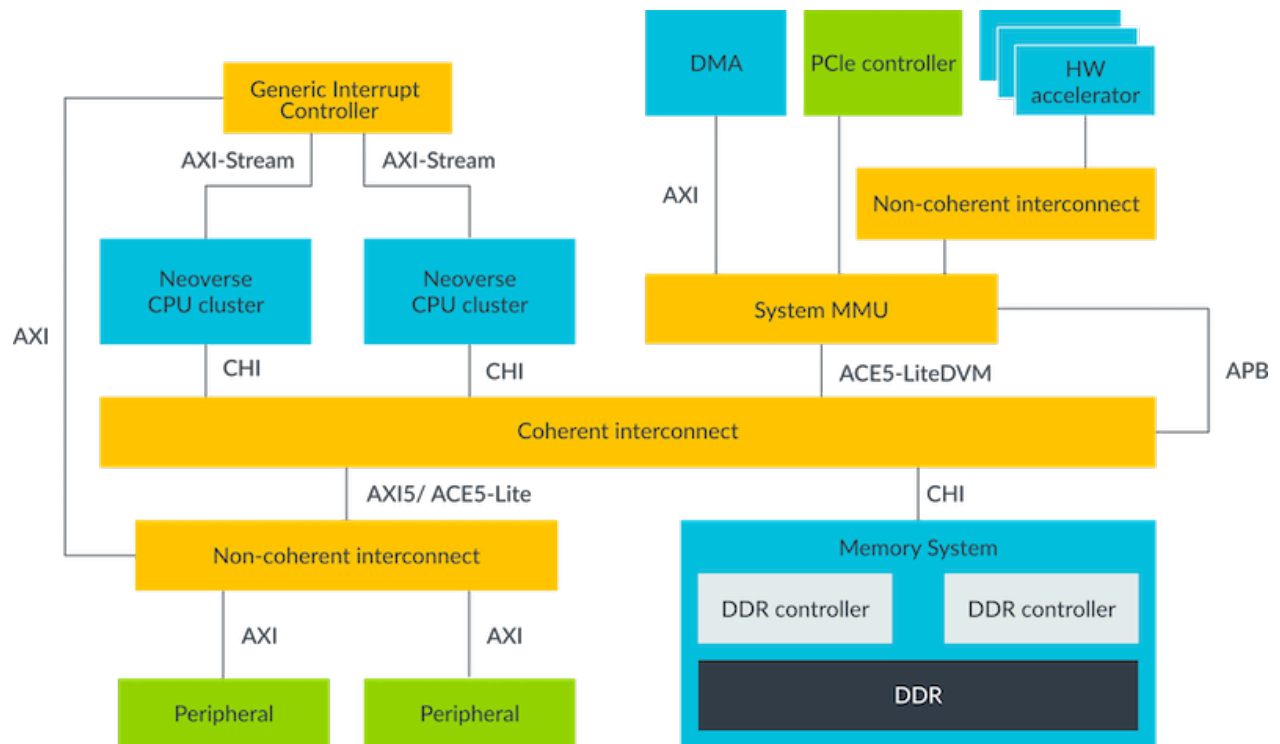 DMA
PCIe controller
HW
accelerator
Generic Interrupt
Controller
AXI-Stream
AXI-Stream
AXI
Non-coherent interconnect
Neoverse
CPU cluster
Neoverse
CPU cluster
System MMU
AXI
CHI
CHI
ACE5-LiteDVM
APB
Coherent interconnect
AXI5/ ACE5-Lite
CHI
Non-coherent interconnect
Memory System
DDR controller
DDR controller
AXI
AXI
DDR
Peripheral
Peripheral